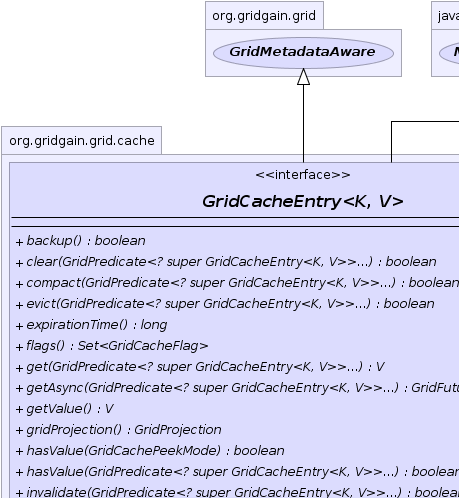 org.gridgain.grid
java
GridMetadataAware
org.gridgain.grid.cache
<<interface>>
GridCacheEntry<K, V>
+ backup() : boolean
+ clear(GridPredicate<? super GridCacheEntry<K, V>>...) : boolean
+ compact(GridPredicate<? super GridCacheEntry<K, V>>...) : boolean
+ evict(GridPredicate<? super GridCacheEntry<K, V>>...) : boolean
+ expirationTime() : long
+ flags() : Set<GridCacheFlag>
+ get(GridPredicate<? super GridCacheEntry<K, V>>...) : V
+ getAsync(GridPredicate<? super GridCacheEntry<K, V>>...) : GridFutu
+ getValue() : V
+ gridProjection() : GridProjection
+ hasValue(GridCachePeekMode) : boolean
+ hasValue(GridPredicate<? super GridCacheEntry<K, V>>...) : boolea
+ invalidate(GridPredicate<? super GridCacheEntry<K, V>>...) : boolea